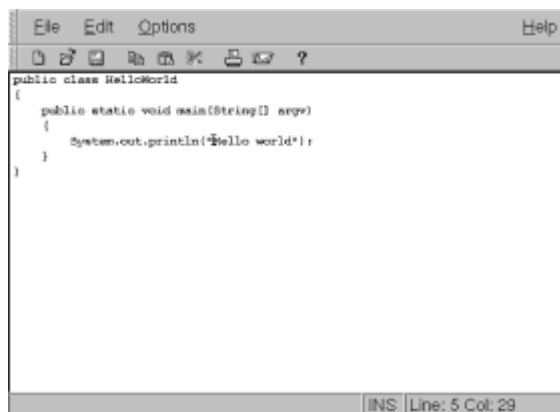 File Edit Options Help
?
public class HelloWorld
{
    public static void main(String[] argv)
    {
        System.out.println("Hello world");
    }
}
INS Line: 5 Col: 29